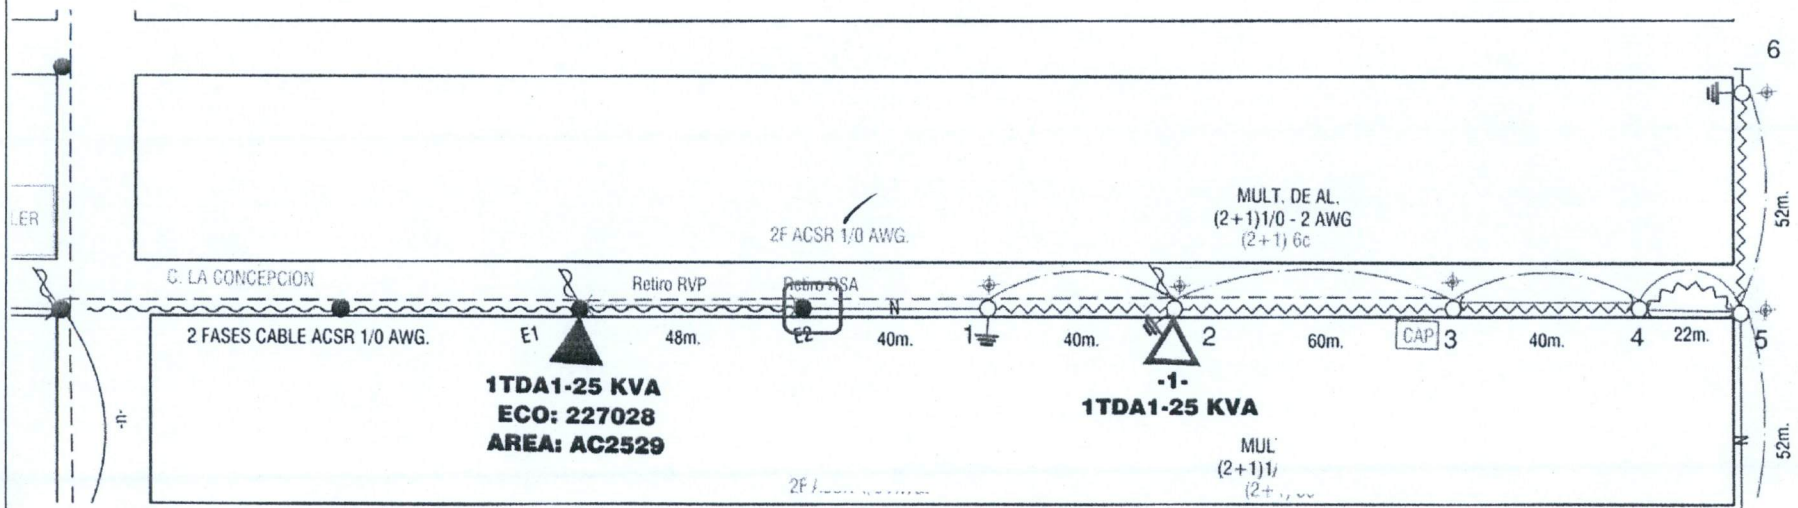 6
LER
MULT. DE AL.
(2+1)1/0 - 2 AWG
(2+1) 6c
2F ACSR 1/0 AWG.
52m.
C. LA CONCEPCION
Retiro RVP
Retiro RSA
N
2 FASES CABLE ACSR 1/0 AWG.
E1
48m.
E2
40m.
1
40m.
2
60m.
CAP
3
40m.
4
22m.
5
1TDA1-25 KVA
ECO: 227028
AREA: AC2529
-1-
1TDA1-25 KVA
-n-
N
52m.
MUL
(2+1)1/